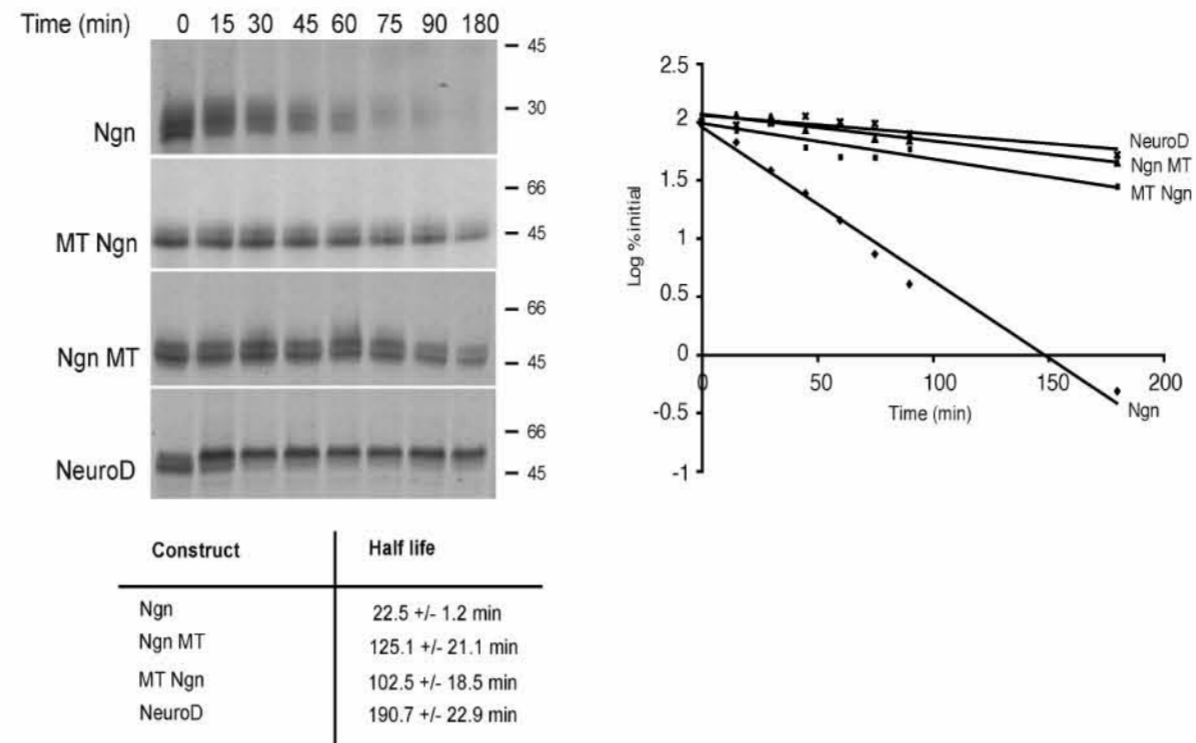 Time (min) 0 15 30 45 60 75 90 180
45
30
Ngn
66
45
MT Ngn
66
45
Ngn MT
66
45
NeuroD
2.5
2
1.5
1
0.5
0
-0.5
-1
Log %initial
0 50 100 150 200
Time (min)
NeuroD
Ngn MT
MT Ngn
Ngn
Construct Half life
Ngn 22.5 +/- 1.2 min
Ngn MT 125.1 +/- 21.1 min
MT Ngn 102.5 +/- 18.5 min
NeuroD 190.7 +/- 22.9 min